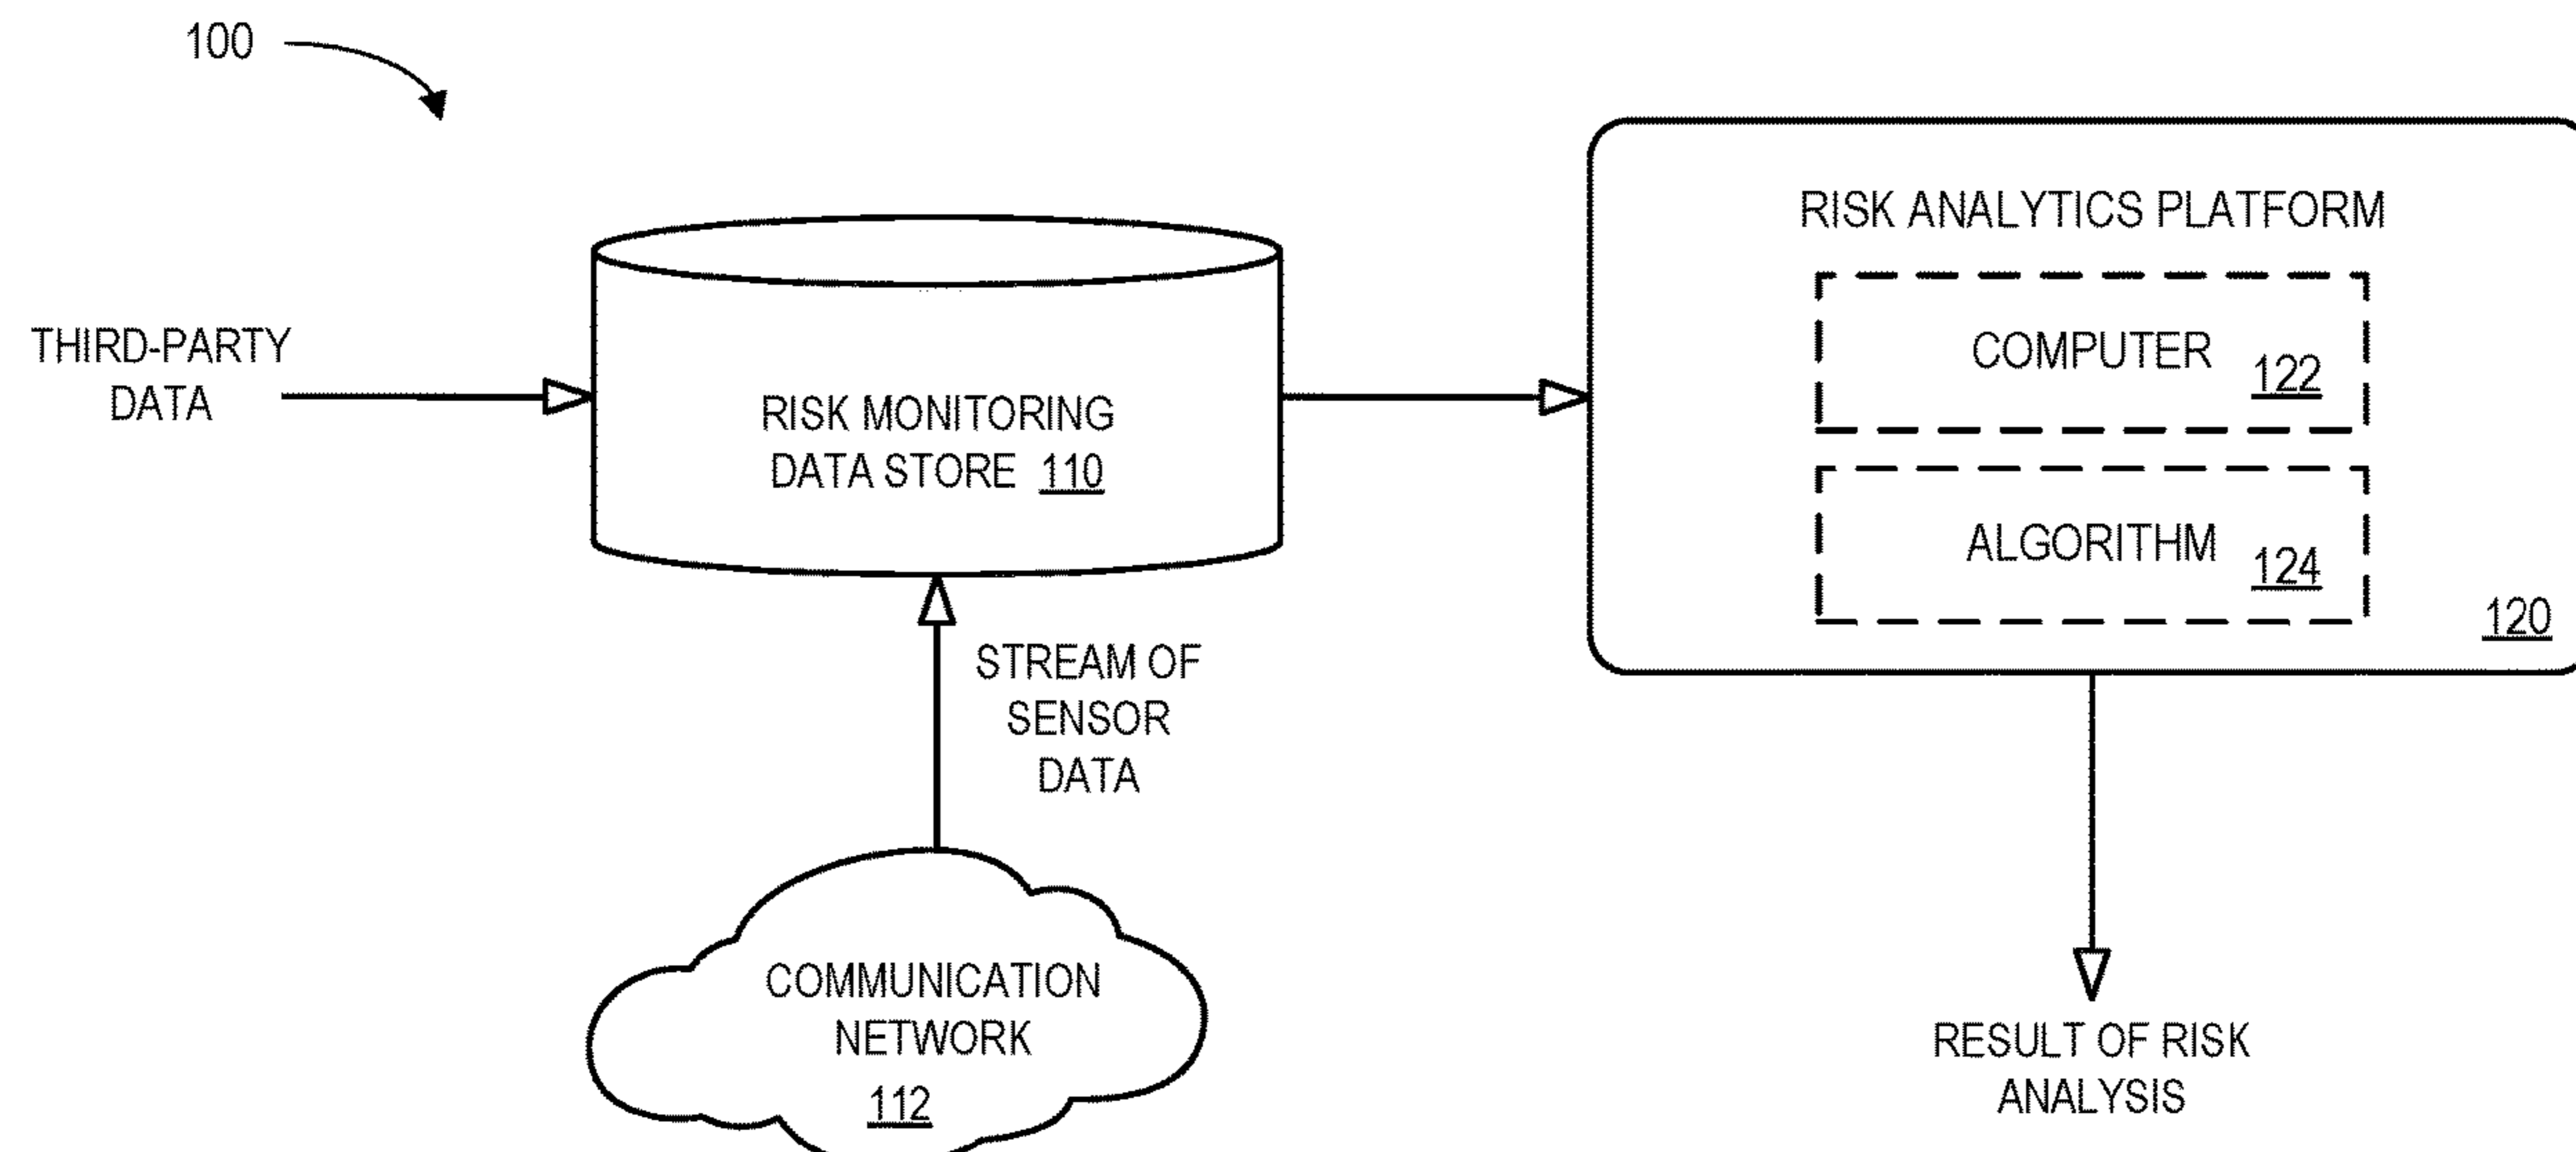 100
THIRD-PARTY
DATA
RISK MONITORING
DATA STORE 110
STREAM OF
SENSOR
DATA
COMMUNICATION
NETWORK
112
RISK ANALYTICS PLATFORM
COMPUTER 122
ALGORITHM 124
120
RESULT OF RISK
ANALYSIS